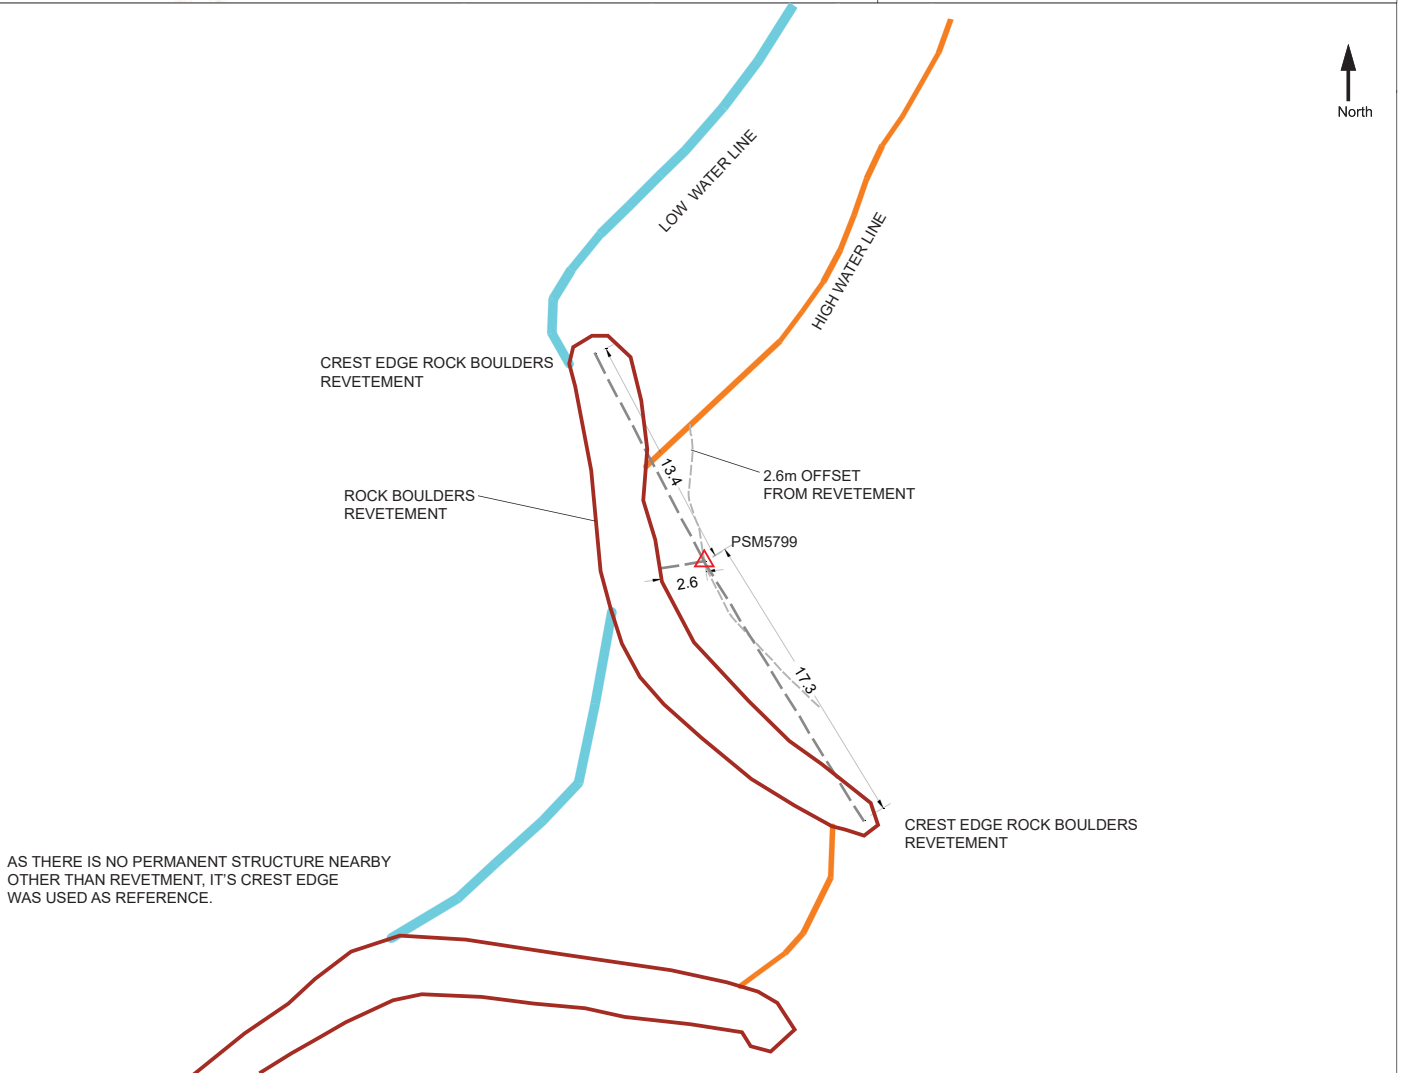 North
LOW WATER LINE
HIGH WATER LINE
CREST EDGE ROCK BOULDERS
REVETEMENT
13.4
2.6m OFFSET
FROM REVETEMENT
ROCK BOULDERS
REVETEMENT
PSM5799
2.6
17.3
CREST EDGE ROCK BOULDERS
REVETEMENT
AS THERE IS NO PERMANENT STRUCTURE NEARBY
OTHER THAN REVETMENT, IT'S CREST EDGE
WAS USED AS REFERENCE.